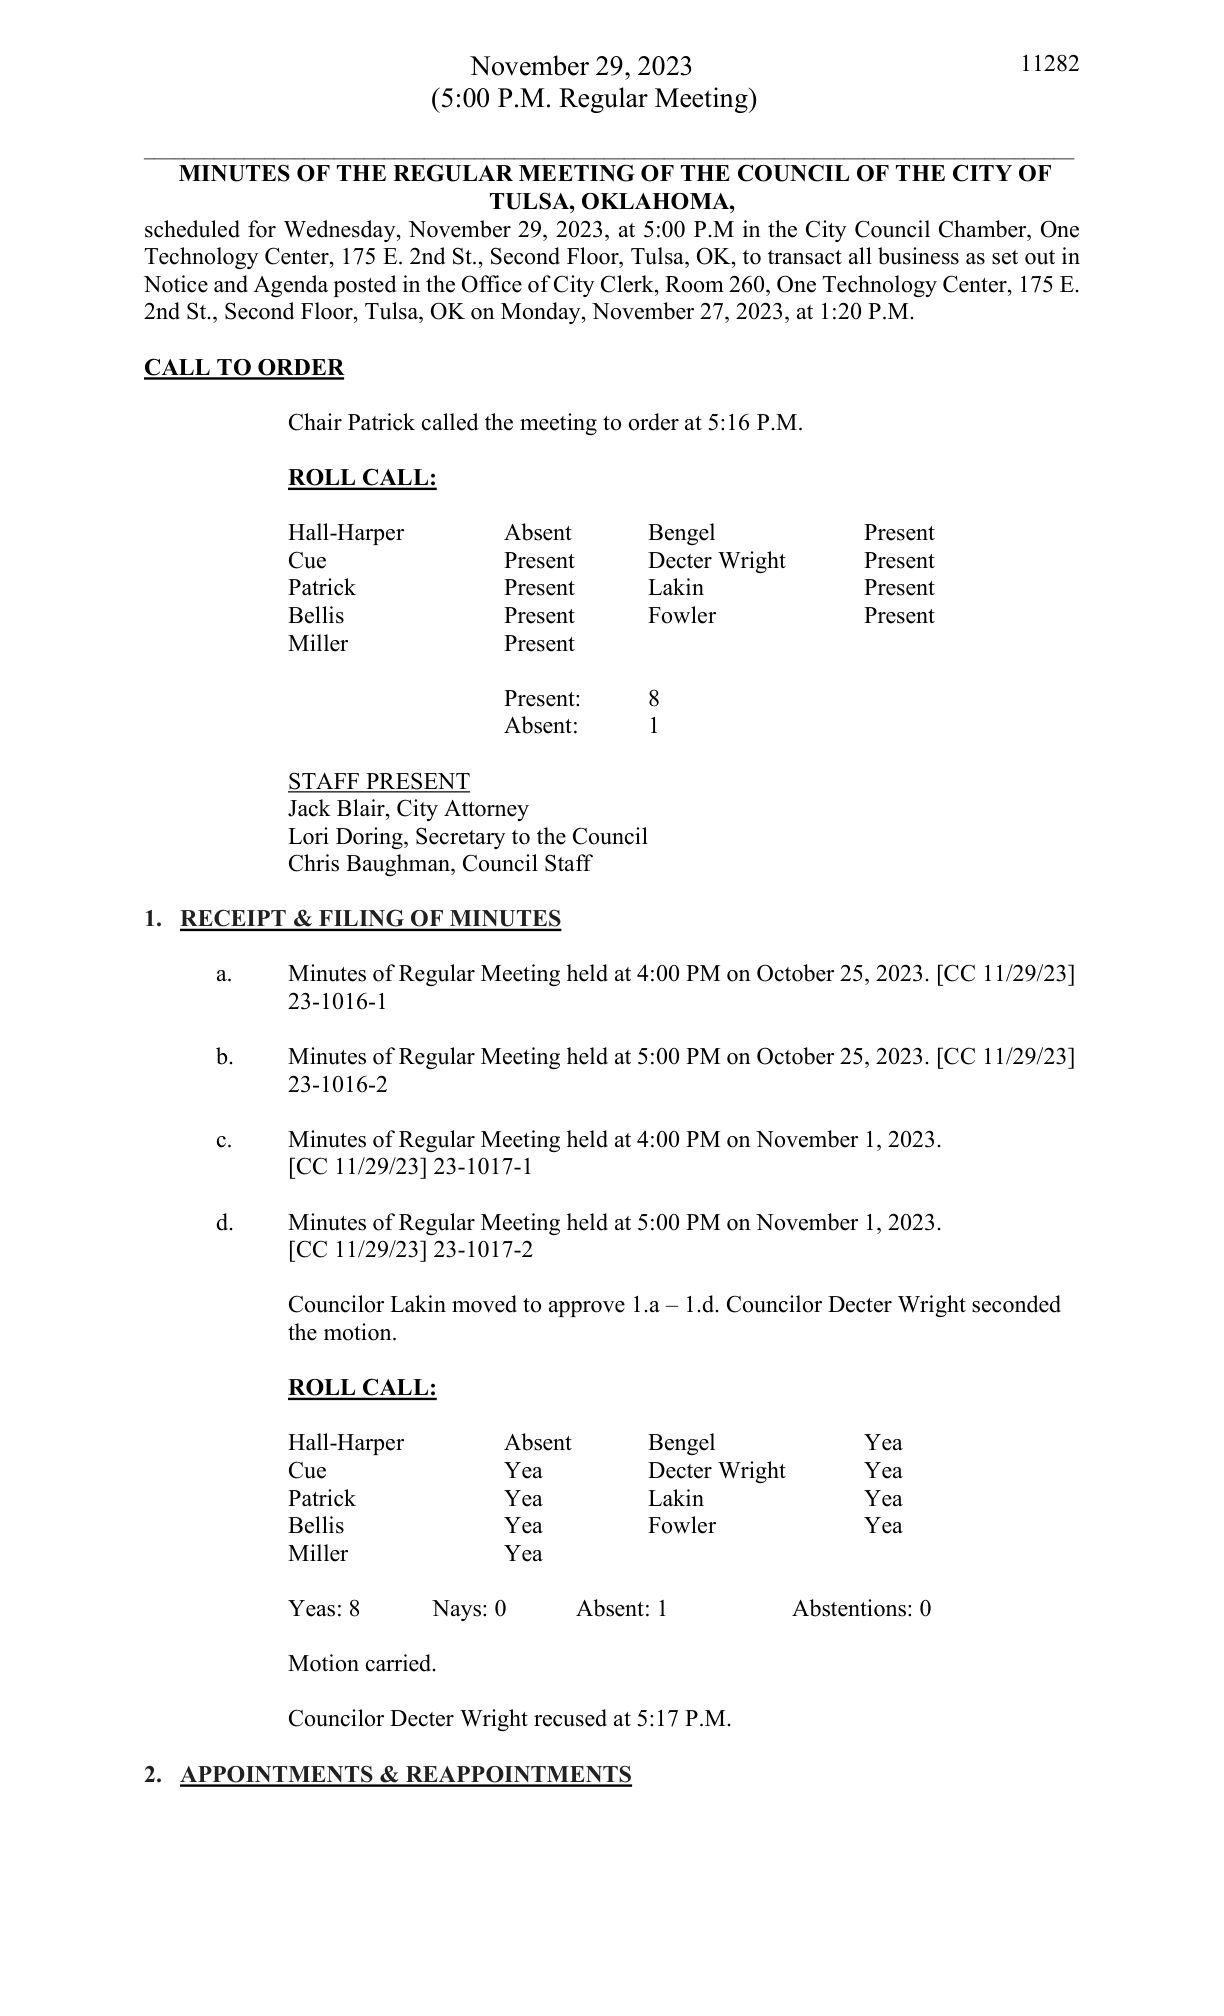 November 29, 2023
11282
(5:00 P.M. Regular Meeting)
MINUTES OF THE REGULAR MEETING OF THE COUNCIL OF THE CITY OF
TULSA, OKLAHOMA,
scheduled for Wednesday, November 29, 2023, at 5:00 P.M in the City Council Chamber, One
Technology Center, 175 E. 2nd St., Second Floor, Tulsa, OK, to transact all business as set out in
Notice and Agenda posted in the Office of City Clerk, Room 260, One Technology Center, 175 E.
2nd St., Second Floor, Tulsa, OK on Monday, November 27, 2023, at 1:20 P.M.
CALL TO ORDER
Chair Patrick called the meeting to order at 5:16 P.M.
ROLL CALL:
Hall-Harper Absent Bengel Present
Cue Present Decter Wright Present
Patrick Present Lakin Present
Bellis Present Fowler Present
Miller Present
Present: 8
Absent: 1
STAFF PRESENT
Jack Blair, City Attorney
Lori Doring, Secretary to the Council
Chris Baughman, Council Staff
1. RECEIPT & FILING OF MINUTES
a. Minutes of Regular Meeting held at 4:00 PM on October 25, 2023. [CC 11/29/23]
23-1016-1
b. Minutes of Regular Meeting held at 5:00 PM on October 25, 2023. [CC 11/29/23]
23-1016-2
c. Minutes of Regular Meeting held at 4:00 PM on November 1, 2023.
[CC 11/29/23] 23-1017-1
d. Minutes of Regular Meeting held at 5:00 PM on November 1, 2023.
[CC 11/29/23] 23-1017-2
Councilor Lakin moved to approve 1.a – 1.d. Councilor Decter Wright seconded
the motion.
ROLL CALL:
Hall-Harper Absent Bengel Yea
Cue Yea Decter Wright Yea
Patrick Yea Lakin Yea
Bellis Yea Fowler Yea
Miller Yea
Yeas: 8 Nays: 0 Absent: 1 Abstentions: 0
Motion carried.
Councilor Decter Wright recused at 5:17 P.M.
2. APPOINTMENTS & REAPPOINTMENTS